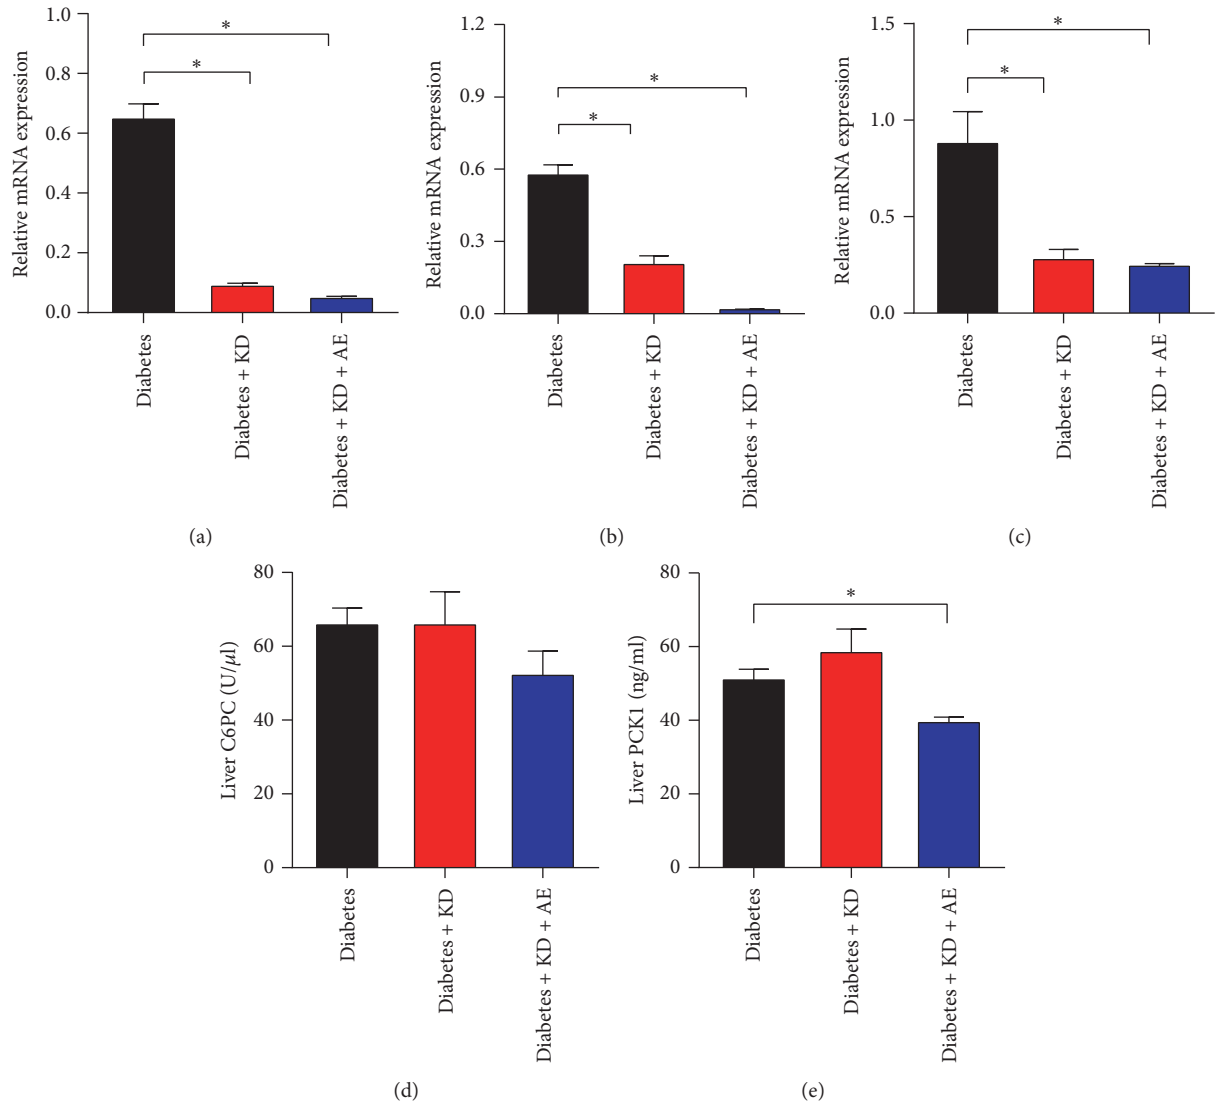 Relative mRNA expression
1.0
0.8
0.6
0.4
0.2
0.0
*
*
Diabetes
Diabetes + KD
Diabetes + KD + AE
(a)
Relative mRNA expression
1.2
0.9
0.6
0.3
0.0
*
*
Diabetes
Diabetes + KD
Diabetes + KD + AE
(b)
Relative mRNA expression
1.5
1.0
0.5
0.0
*
*
Diabetes
Diabetes + KD
Diabetes + KD + AE
(c)
Liver C6PC (U/μl)
80
60
40
20
0
Diabetes
Diabetes + KD
Diabetes + KD + AE
(d)
Liver PCK1 (ng/ml)
80
60
40
20
0
*
Diabetes
Diabetes + KD
Diabetes + KD + AE
(e)